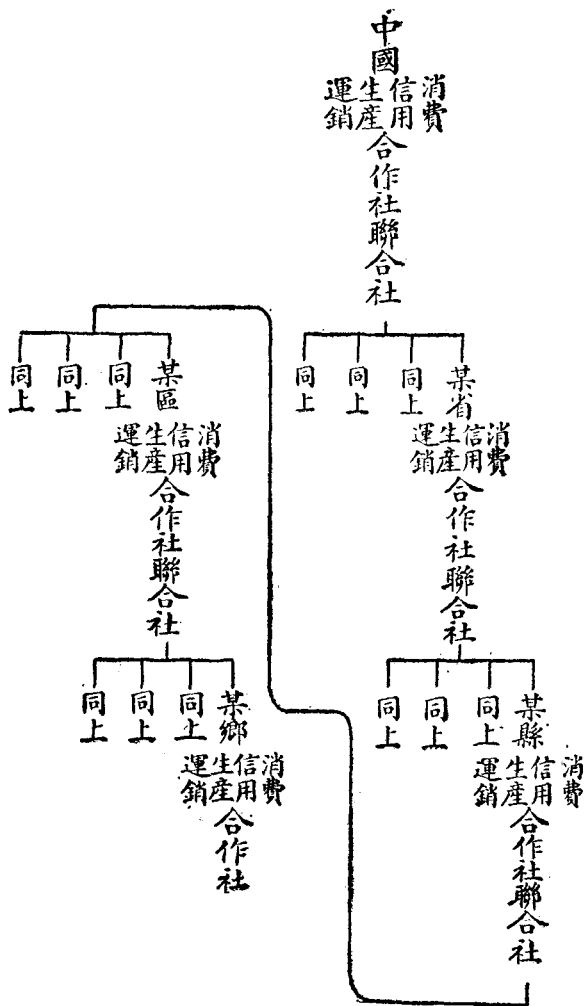 中國
消費
信用
生産
運銷
合作社聯合社
某省
消費
信用
生産
運銷
合作社聯合社
同上
同上
同上
某縣
消費
信用
生産
運銷
合作社聯合社
同上
同上
同上
某區
消費
信用
生産
運銷
合作社聯合社
同上
同上
同上
某鄉
消費
信用
生産
運銷
合作社
同上
同上
同上